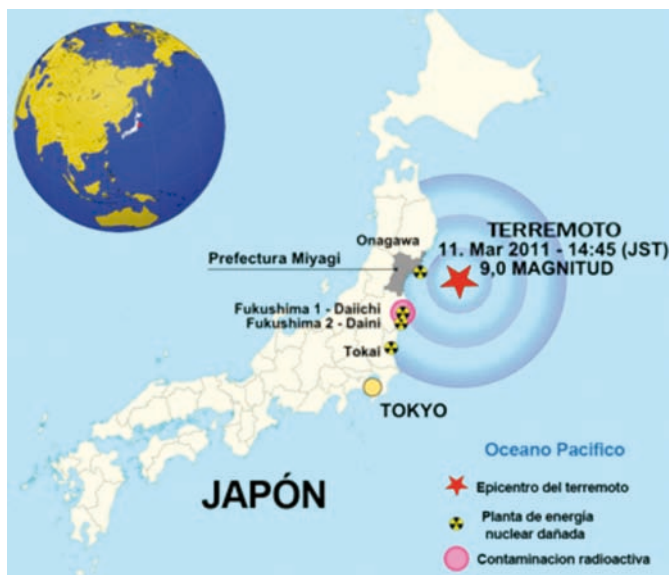 TERREMOTO
11. Mar 2011 - 14:45 (JST)
9,0 MAGNITUD
Onagawa
Prefectura Miyagi
Fukushima 1 - Daiichi
Fukushima 2 - Daini
Tokai
TOKYO
JAPÓN
Oceano Pacifico
Epicentro del terremoto
Planta de energía
nuclear dañada
Contaminacion radioactiva